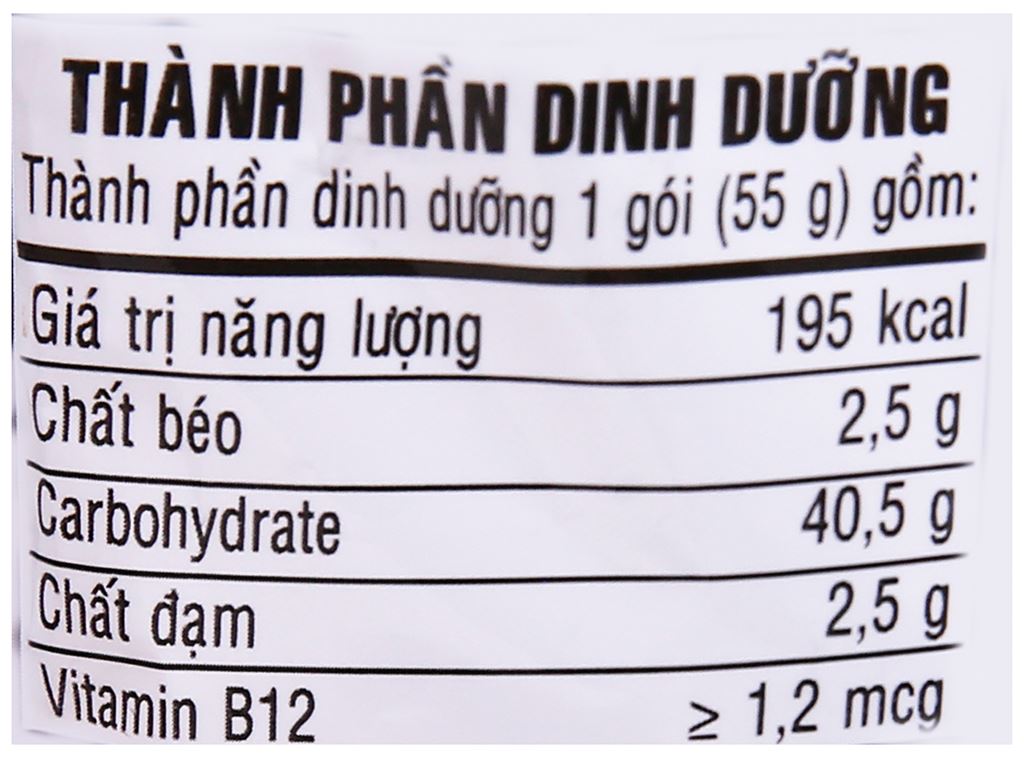 THÀNH PHẦN DINH DƯỠNG
Thành phần dinh dưỡng 1 gói (55 g) gồm:
Giá trị năng lượng 195 kcal
Chất béo 2,5 g
Carbohydrate 40,5 g
Chất đạm 2,5 g
Vitamin B12 ≥ 1,2 mcg